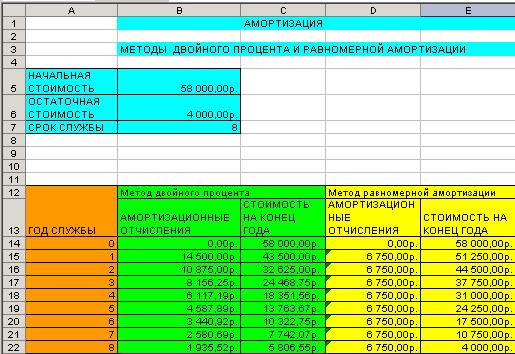 A B C D E
1 АМОРТИЗАЦИЯ
2
3 МЕТОДЫ ДВОЙНОГО ПРОЦЕНТА И РАВНОМЕРНОЙ АМОРТИЗАЦИИ
4
НАЧАЛЬНАЯ
5 СТОИМОСТЬ 58 000,00р.
ОСТАТОЧНАЯ
6 СТОИМОСТЬ 4 000,00р.
7 СРОК СЛУЖБЫ 8
8
9
10
11
12 Метод двойного процента Метод равномерной амортизации
СТОИМОСТЬ АМОРТИЗАЦИОН
АМОРТИЗАЦИОННЫЕ НА КОНЕЦ НЫЕ СТОИМОСТЬ НА
13 ГОД СЛУЖБЫ ОТЧИСЛЕНИЯ ГОДА ОТЧИСЛЕНИЯ КОНЕЦ ГОДА
14 0 0,00р. 58 000,00р. 0,00р. 58 000,00р.
15 1 14 500,00р. 43 500,00р. 6 750,00р. 51 250,00р.
16 2 10 875,00р. 32 625,00р. 6 750,00р. 44 500,00р.
17 3 8 156,25р. 24 468,75р. 6 750,00р. 37 750,00р.
18 4 6 117,19р. 18 351,56р. 6 750,00р. 31 000,00р.
19 5 4 587,89р. 13 763,67р. 6 750,00р. 24 250,00р.
20 6 3 440,92р. 10 322,75р. 6 750,00р. 17 500,00р.
21 7 2 580,69р. 7 742,07р. 6 750,00р. 10 750,00р.
22 8 1 935,52р. 5 806,55р. 6 750,00р. 4 000,00р.